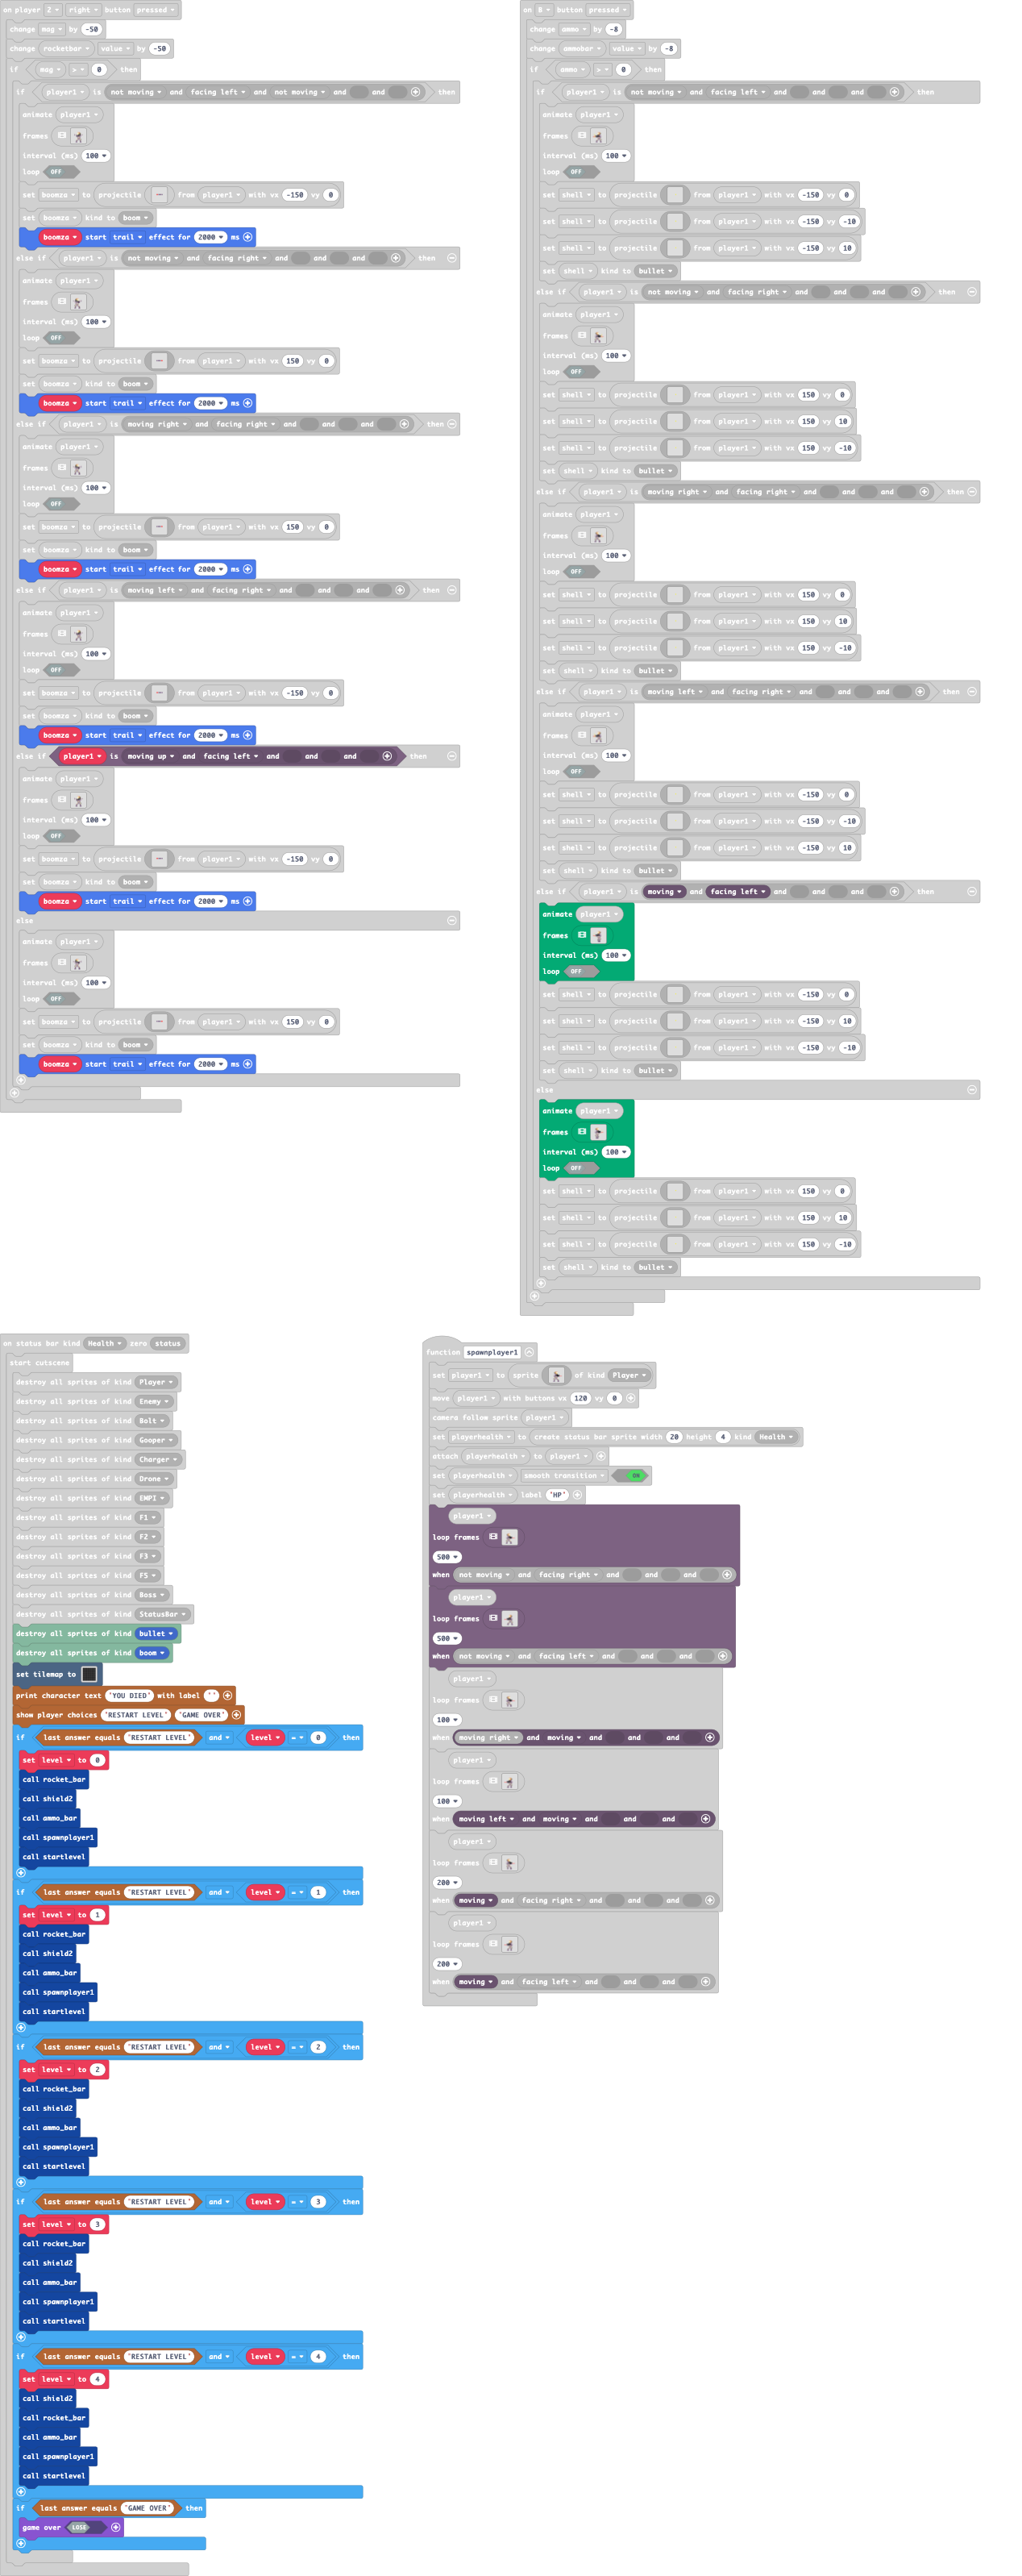 on player 2 right button pressed
change mag by -50
change rocketbar value by -50
if mag > 0 then
if player1 is not moving and facing left and not moving and and then
animate player1
frames
interval (ms) 100
loop OFF
set boomza to projectile from player1 with vx -150 vy 0
set boomza kind to boom
boomza start trail effect for 2000 ms
else if player1 is not moving and facing right and and and then
animate player1
frames
interval (ms) 100
loop OFF
set boomza to projectile from player1 with vx 150 vy 0
set boomza kind to boom
boomza start trail effect for 2000 ms
else if player1 is moving right and facing right and and and then
animate player1
frames
interval (ms) 100
loop OFF
set boomza to projectile from player1 with vx 150 vy 0
set boomza kind to boom
boomza start trail effect for 2000 ms
else if player1 is moving left and facing right and and and then
animate player1
frames
interval (ms) 100
loop OFF
set boomza to projectile from player1 with vx -150 vy 0
set boomza kind to boom
boomza start trail effect for 2000 ms
else if player1 is moving up and facing left and and and then
animate player1
frames
interval (ms) 100
loop OFF
set boomza to projectile from player1 with vx -150 vy 0
set boomza kind to boom
boomza start trail effect for 2000 ms
else
animate player1
frames
interval (ms) 100
loop OFF
set boomza to projectile from player1 with vx 150 vy 0
set boomza kind to boom
boomza start trail effect for 2000 ms
on B button pressed
change ammo by -8
change ammobar value by -8
if ammo > 0 then
if player1 is not moving and facing left and and and then
animate player1
frames
interval (ms) 100
loop OFF
set shell to projectile from player1 with vx -150 vy 0
set shell to projectile from player1 with vx -150 vy -10
set shell to projectile from player1 with vx -150 vy 10
set shell kind to bullet
else if player1 is not moving and facing right and and and then
animate player1
frames
interval (ms) 100
loop OFF
set shell to projectile from player1 with vx 150 vy 0
set shell to projectile from player1 with vx 150 vy 10
set shell to projectile from player1 with vx 150 vy -10
set shell kind to bullet
else if player1 is moving right and facing right and and and then
animate player1
frames
interval (ms) 100
loop OFF
set shell to projectile from player1 with vx 150 vy 0
set shell to projectile from player1 with vx 150 vy 10
set shell to projectile from player1 with vx 150 vy -10
set shell kind to bullet
else if player1 is moving left and facing right and and and then
animate player1
frames
interval (ms) 100
loop OFF
set shell to projectile from player1 with vx -150 vy 0
set shell to projectile from player1 with vx -150 vy -10
set shell to projectile from player1 with vx -150 vy 10
set shell kind to bullet
else if player1 is moving and facing left and and and then
animate player1
frames
interval (ms) 100
loop OFF
set shell to projectile from player1 with vx -150 vy 0
set shell to projectile from player1 with vx -150 vy 10
set shell to projectile from player1 with vx -150 vy -10
set shell kind to bullet
else
animate player1
frames
interval (ms) 100
loop OFF
set shell to projectile from player1 with vx 150 vy 0
set shell to projectile from player1 with vx 150 vy 10
set shell to projectile from player1 with vx 150 vy -10
set shell kind to bullet
on status bar kind Health zero status
start cutscene
destroy all sprites of kind Player
destroy all sprites of kind Enemy
destroy all sprites of kind Bolt
destroy all sprites of kind Gooper
destroy all sprites of kind Charger
destroy all sprites of kind Drone
destroy all sprites of kind EMPI
destroy all sprites of kind F1
destroy all sprites of kind F2
destroy all sprites of kind F3
destroy all sprites of kind F5
destroy all sprites of kind Boss
destroy all sprites of kind StatusBar
destroy all sprites of kind bullet
destroy all sprites of kind boom
set tilemap to
print character text 'YOU DIED' with label ''
show player choices 'RESTART LEVEL' 'GAME OVER'
if last answer equals 'RESTART LEVEL' and level = 0 then
set level to 0
call rocket_bar
call shield2
call ammo_bar
call spawnplayer1
call startlevel
if last answer equals 'RESTART LEVEL' and level = 1 then
set level to 1
call rocket_bar
call shield2
call ammo_bar
call spawnplayer1
call startlevel
if last answer equals 'RESTART LEVEL' and level = 2 then
set level to 2
call rocket_bar
call shield2
call ammo_bar
call spawnplayer1
call startlevel
if last answer equals 'RESTART LEVEL' and level = 3 then
set level to 3
call rocket_bar
call shield2
call ammo_bar
call spawnplayer1
call startlevel
if last answer equals 'RESTART LEVEL' and level = 4 then
set level to 4
call shield2
call rocket_bar
call ammo_bar
call spawnplayer1
call startlevel
if last answer equals 'GAME OVER' then
game over LOSE
function spawnplayer1
set player1 to sprite of kind Player
move player1 with buttons vx 120 vy 0
camera follow sprite player1
set playerhealth to create status bar sprite width 20 height 4 kind Health
attach playerhealth to player1
set playerhealth smooth transition ON
set playerhealth label 'HP'
player1
loop frames
500
when not moving and facing right and and and
player1
loop frames
500
when not moving and facing left and and and
player1
loop frames
100
when moving right and moving and and and
player1
loop frames
100
when moving left and moving and and and
player1
loop frames
200
when moving and facing right and and and
player1
loop frames
200
when moving and facing left and and and